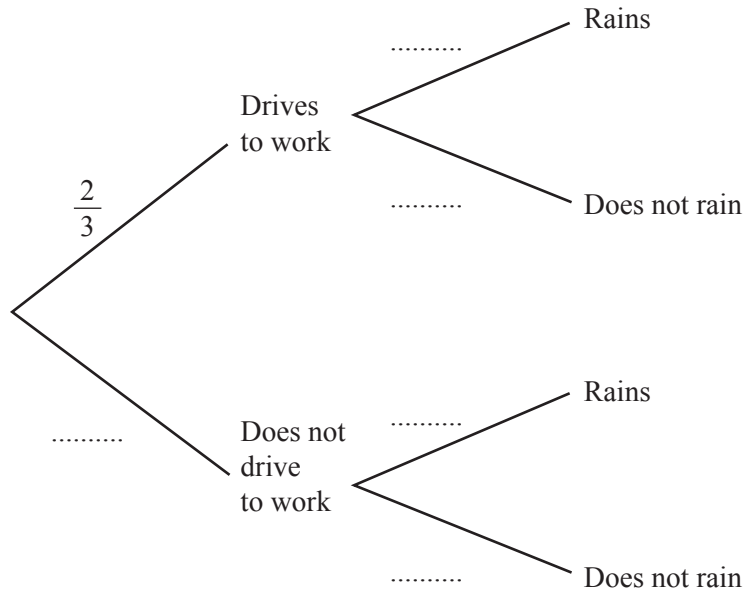 Rains
..........
Drives
to work
2
3
..........
Does not rain
Rains
..........
..........
Does not
drive
to work
..........
Does not rain